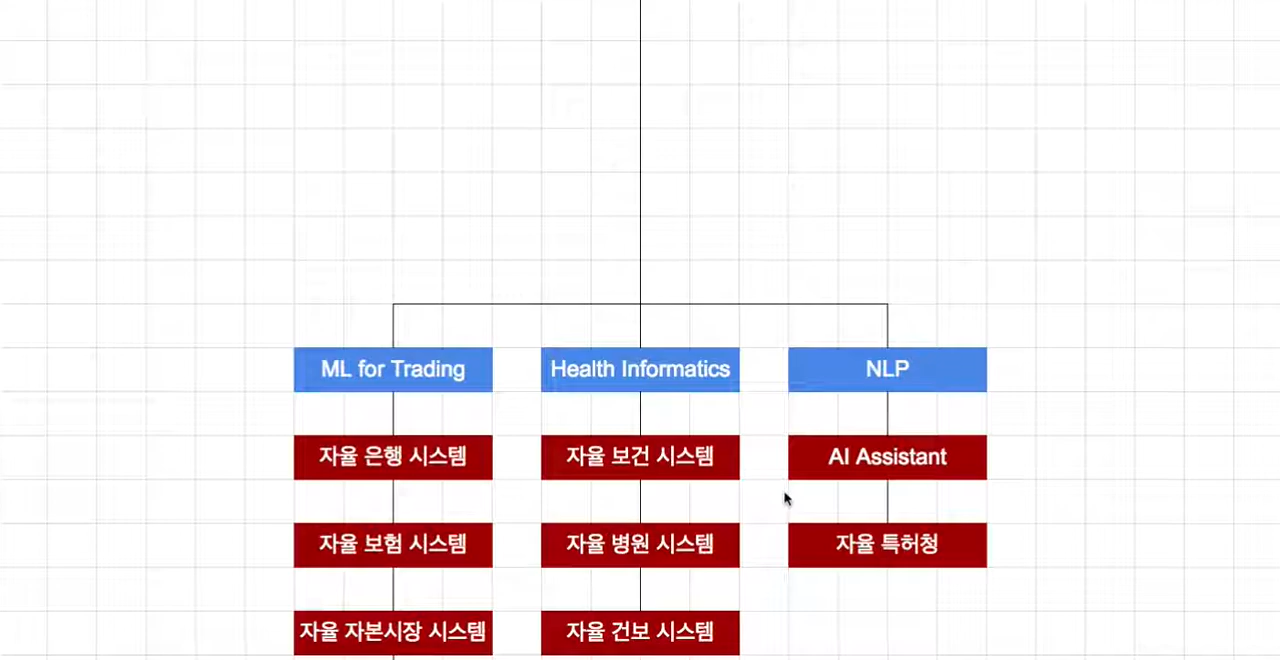 ML for Trading
Health Informatics
NLP
자율 은행 시스템
자율 보건 시스템
AI Assistant
자율 보험 시스템
자율 병원 시스템
자율 특허청
자율 자본시장 시스템
자율 건보 시스템